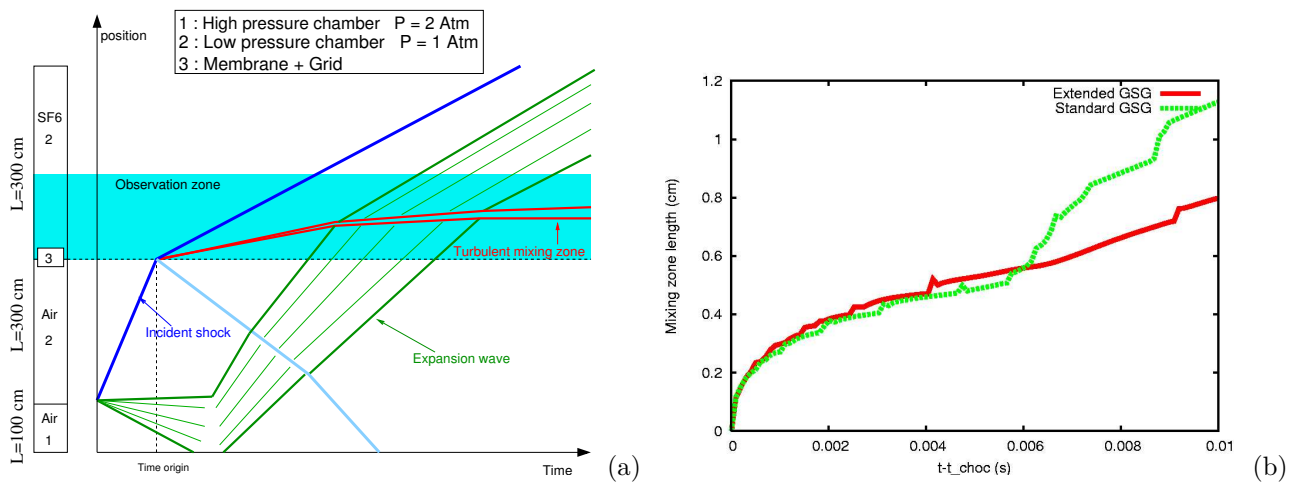 position
1 : High pressure chamber P = 2 Atm
2 : Low pressure chamber P = 1 Atm
3 : Membrane + Grid
SF6
2
L=300 cm
Observation zone
Turbulent mixing zone
3
Incident shock
Air
2
L=300 cm
Expansion wave
Air
1
L=100 cm
Time origin
Time
(a)
Extended GSG
Standard GSG
Mixing zone length (cm)
1.2
1
0.8
0.6
0.4
0.2
0
0
0.002
0.004
0.006
0.008
0.01
t-t_choc (s)
(b)